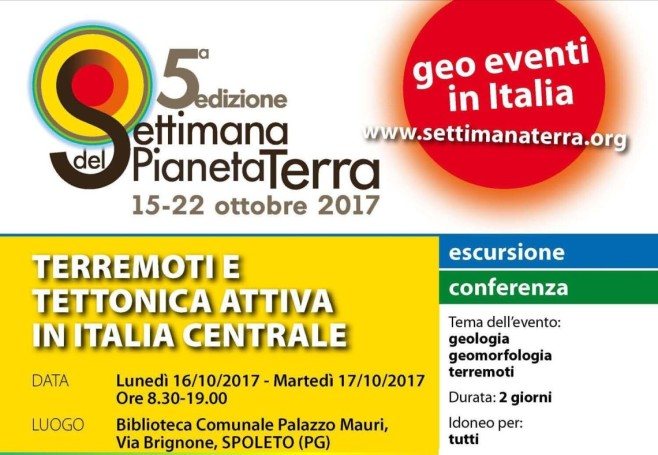 5ª edizione
Settimana
del PianetaTerra
15-22 ottobre 2017
geo eventi
in Italia
www.settimanaterra.org
TERREMOTI E
TETTONICA ATTIVA
IN ITALIA CENTRALE
DATA Lunedì 16/10/2017 - Martedì 17/10/2017
Ore 8.30-19.00
LUOGO Biblioteca Comunale Palazzo Mauri,
Via Brignone, SPOLETO (PG)
escursione
conferenza
Tema dell'evento:
geologia
geomorfologia
terremoti
Durata: 2 giorni
Idoneo per:
tutti